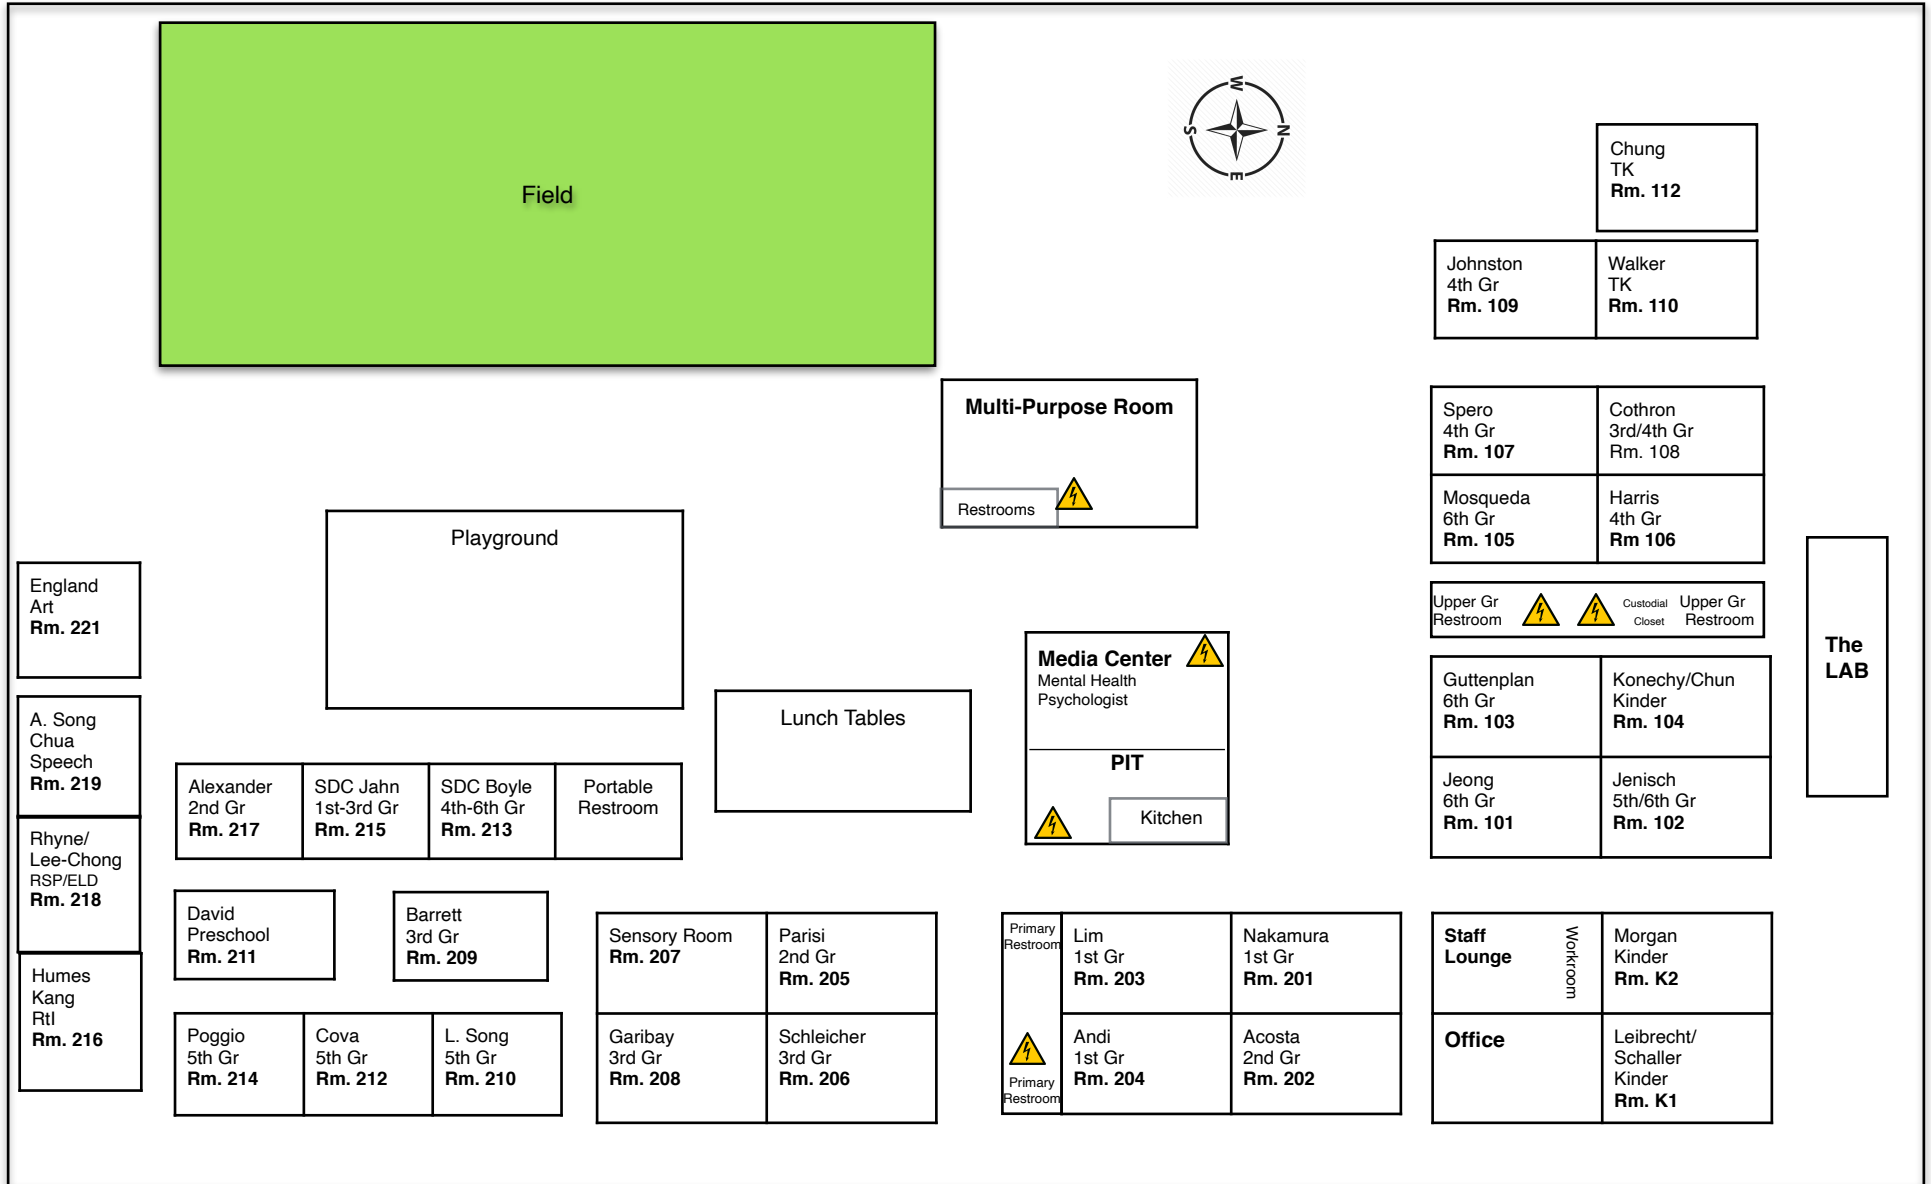 Field
W
N
S
E
Chung
TK
Rm. 112
Johnston
4th Gr
Rm. 109
Walker
TK
Rm. 110
Multi-Purpose Room
Restrooms
Spero
4th Gr
Rm. 107
Cothron
3rd/4th Gr
Rm. 108
Mosqueda
6th Gr
Rm. 105
Harris
4th Gr
Rm 106
Playground
England
Art
Rm. 221
Upper Gr
Restroom
Custodial
Closet
Upper Gr
Restroom
The
LAB
Media Center
Mental Health
Psychologist
PIT
Kitchen
Guttenplan
6th Gr
Rm. 103
Konechy/Chun
Kinder
Rm. 104
Jeong
6th Gr
Rm. 101
Jenisch
5th/6th Gr
Rm. 102
Lunch Tables
A. Song
Chua
Speech
Rm. 219
Alexander
2nd Gr
Rm. 217
SDC Jahn
1st-3rd Gr
Rm. 215
SDC Boyle
4th-6th Gr
Rm. 213
Portable
Restroom
Rhyne/
Lee-Chong
RSP/ELD
Rm. 218
David
Preschool
Rm. 211
Barrett
3rd Gr
Rm. 209
Sensory Room
Rm. 207
Parisi
2nd Gr
Rm. 205
Primary
Restroom
Lim
1st Gr
Rm. 203
Nakamura
1st Gr
Rm. 201
Staff
Lounge
Workroom
Morgan
Kinder
Rm. K2
Humes
Kang
RtI
Rm. 216
Poggio
5th Gr
Rm. 214
Cova
5th Gr
Rm. 212
L. Song
5th Gr
Rm. 210
Garibay
3rd Gr
Rm. 208
Schleicher
3rd Gr
Rm. 206
Primary
Restroom
Andi
1st Gr
Rm. 204
Acosta
2nd Gr
Rm. 202
Office
Leibrecht/
Schaller
Kinder
Rm. K1